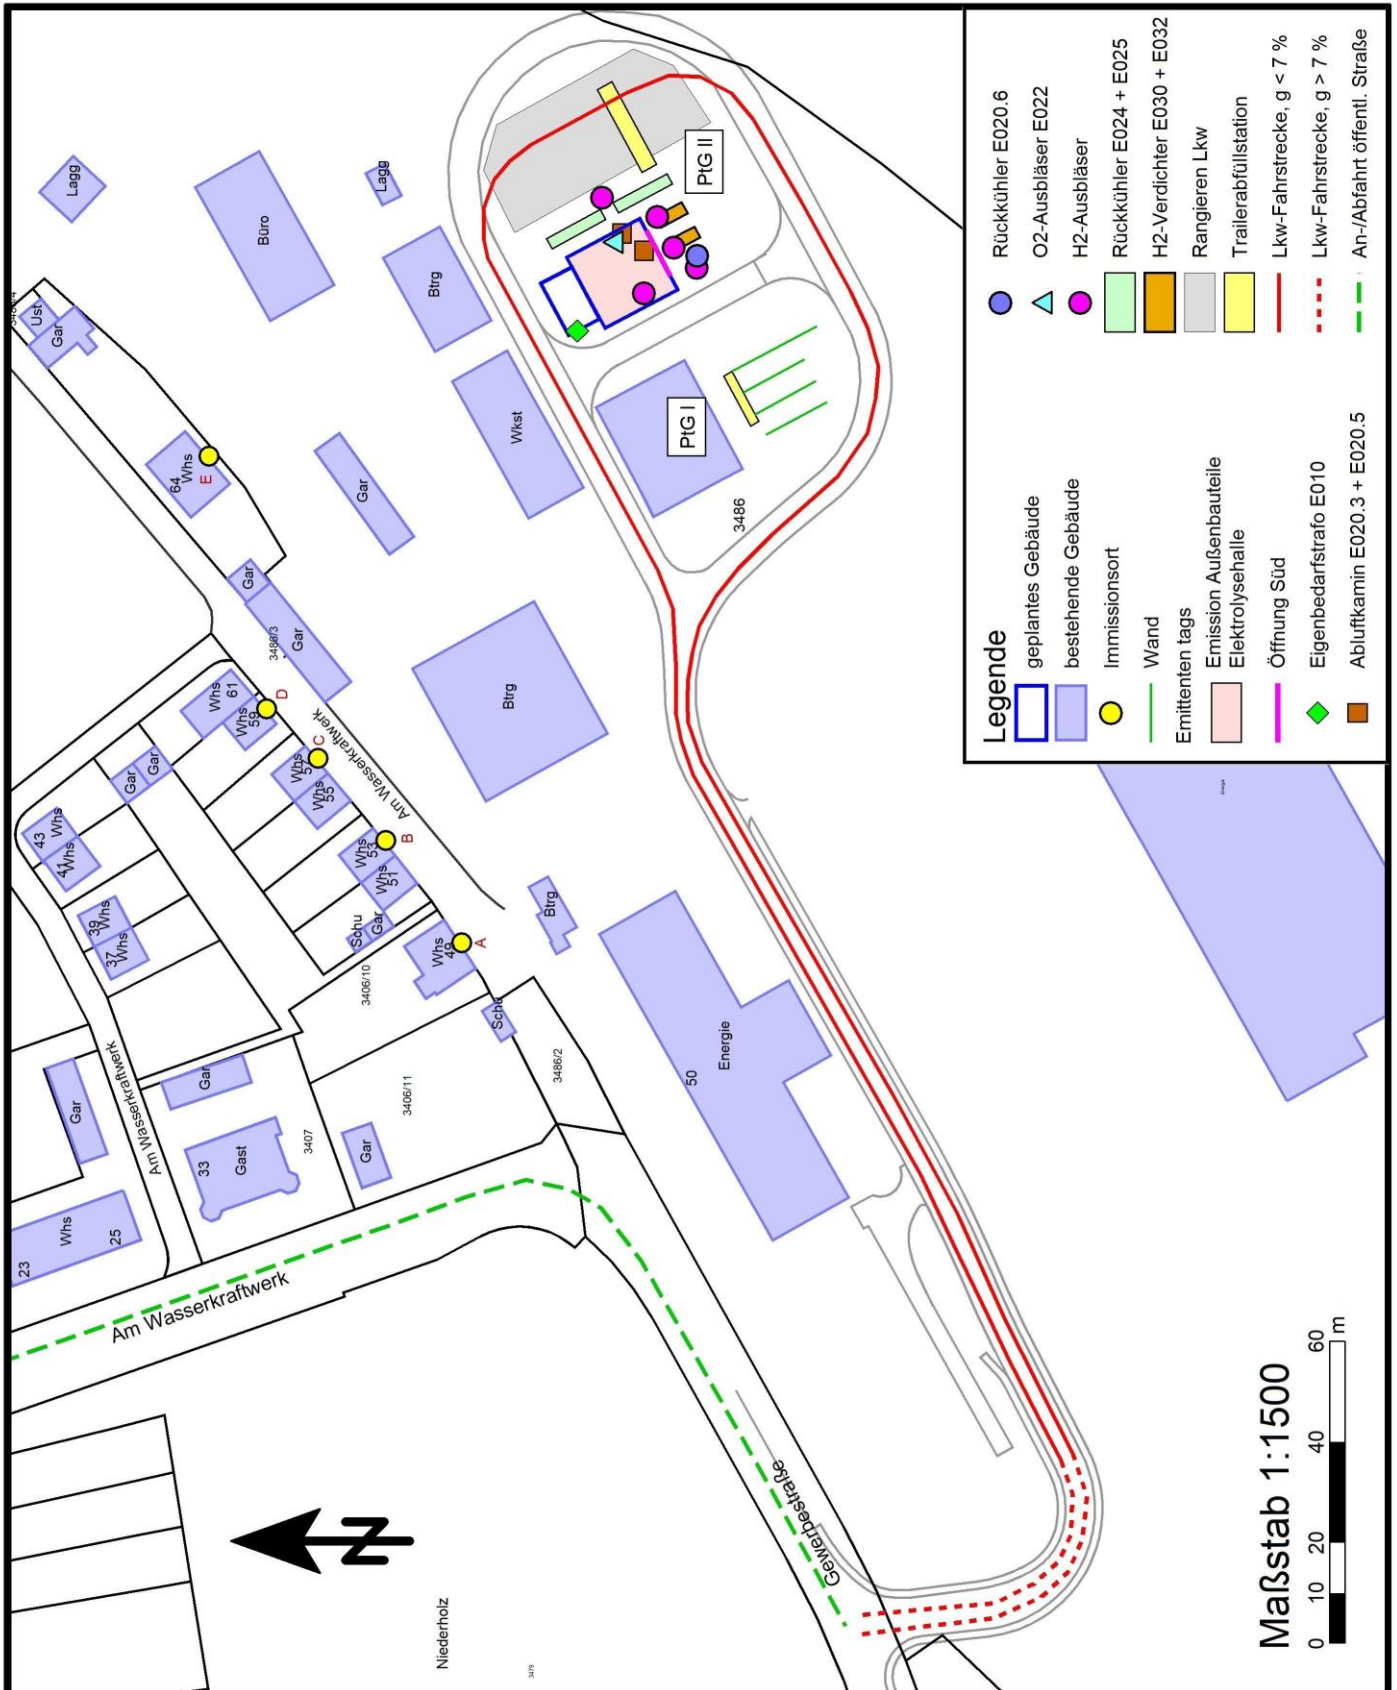 Niederholz
3479
Am Wasserkraftwerk
Gewerbestraße
23
Whs
25
Gar
Am Wasserkraftwerk
33
Gast
Gar
3407
Gar
3406/11
3406/10
3486/2
37
Whs
39
Whs
41
Whs
43
Whs
Gar
Gar
Schu
Gar
Schu
Whs
49
A
Whs
51
Whs
53
B
Whs
55
Whs
57
C
Whs
59
Whs
61
D
Am Wasserkraftwerk
3486/3
Gar
Gar
64
Whs
E
Gar
Ust
Gar
Lagg
Büro
Lagg
Btrg
Wkst
Btrg
Btrg
50
Energie
3486
PtG I
PtG II
Maßstab 1:1500
0 10 20 40 60
m
Legende
geplantes Gebäude
bestehende Gebäude
Immissionsort
Wand
Emittenten tags
Emission Außenbauteile
Elektrolysehalle
Öffnung Süd
Eigenbedarfstrafo E010
Abluftkamin E020.3 + E020.5
Rückkühler E020.6
O2-Ausbläser E022
H2-Ausbläser
Rückkühler E024 + E025
H2-Verdichter E030 + E032
Rangieren Lkw
Trailerabfüllstation
Lkw-Fahrstrecke, g < 7 %
Lkw-Fahrstrecke, g > 7 %
An-/Abfahrt öffentl. Straße